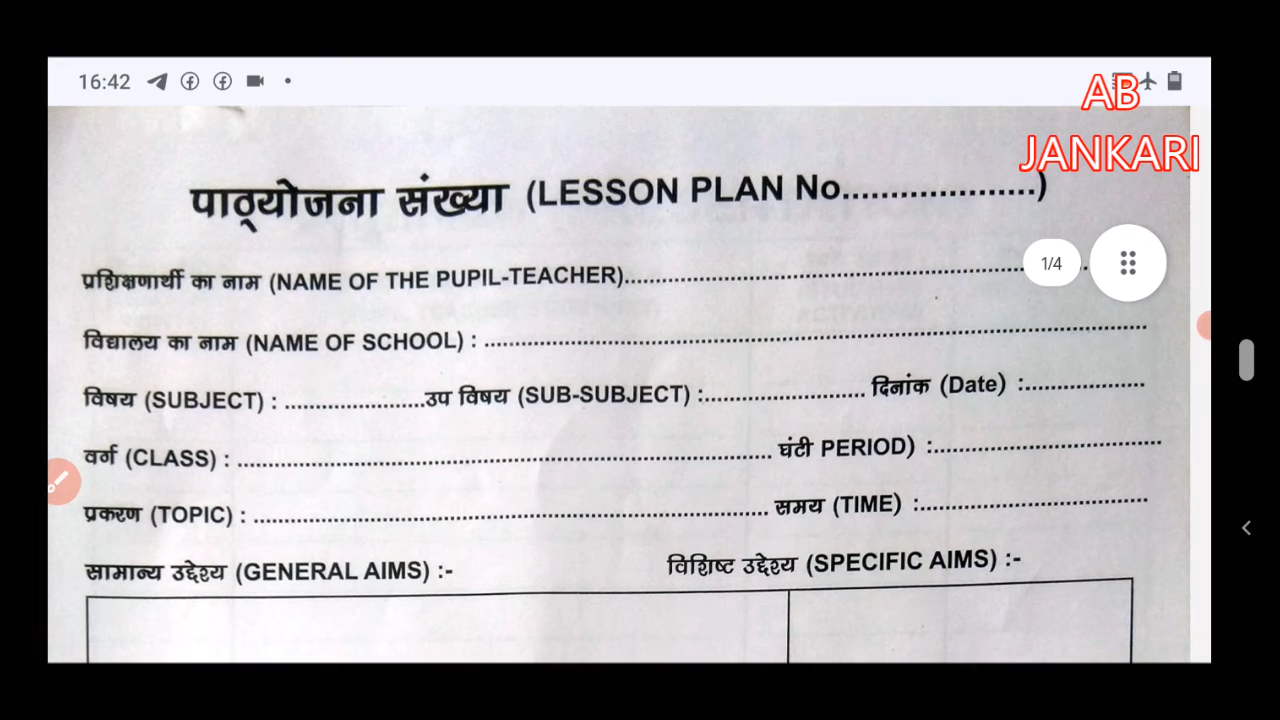 16:42
AB
JANKARI
पाठ्योजना संख्या (LESSON PLAN No...................)
1/4
प्रशिक्षणार्थी का नाम (NAME OF THE PUPIL-TEACHER)..............................................................
विद्यालय का नाम (NAME OF SCHOOL) : ..........................................................................................
विषय (SUBJECT) : .....................उप विषय (SUB-SUBJECT) :........................ दिनांक (Date) :..................
वर्ग (CLASS) : ................................................................................ घंटी PERIOD) :..................................
प्रकरण (TOPIC) : ............................................................................. समय (TIME) :..................................
सामान्य उद्देश्य (GENERAL AIMS) :- विशिष्ट उद्देश्य (SPECIFIC AIMS) :-